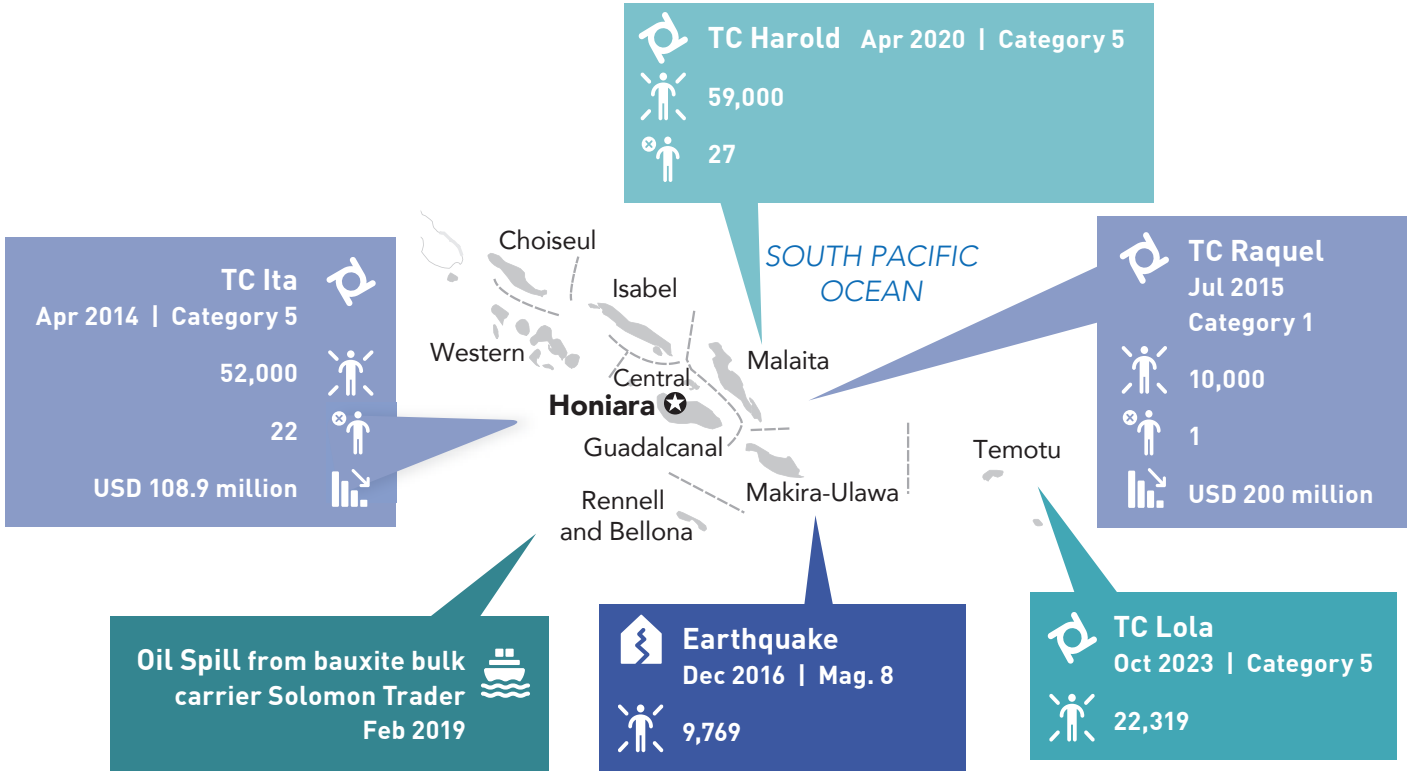 TC Harold Apr 2020 | Category 5
59,000
27
TC Ita
Apr 2014 | Category 5
52,000
22
USD 108.9 million
Choiseul
Isabel
Western
Central
Honiara
Guadalcanal
Rennell
and Bellona
Malaita
Makira-Ulawa
Temotu
SOUTH PACIFIC
OCEAN
TC Raquel
Jul 2015
Category 1
10,000
1
USD 200 million
Oil Spill from bauxite bulk
carrier Solomon Trader
Feb 2019
Earthquake
Dec 2016 | Mag. 8
9,769
TC Lola
Oct 2023 | Category 5
22,319